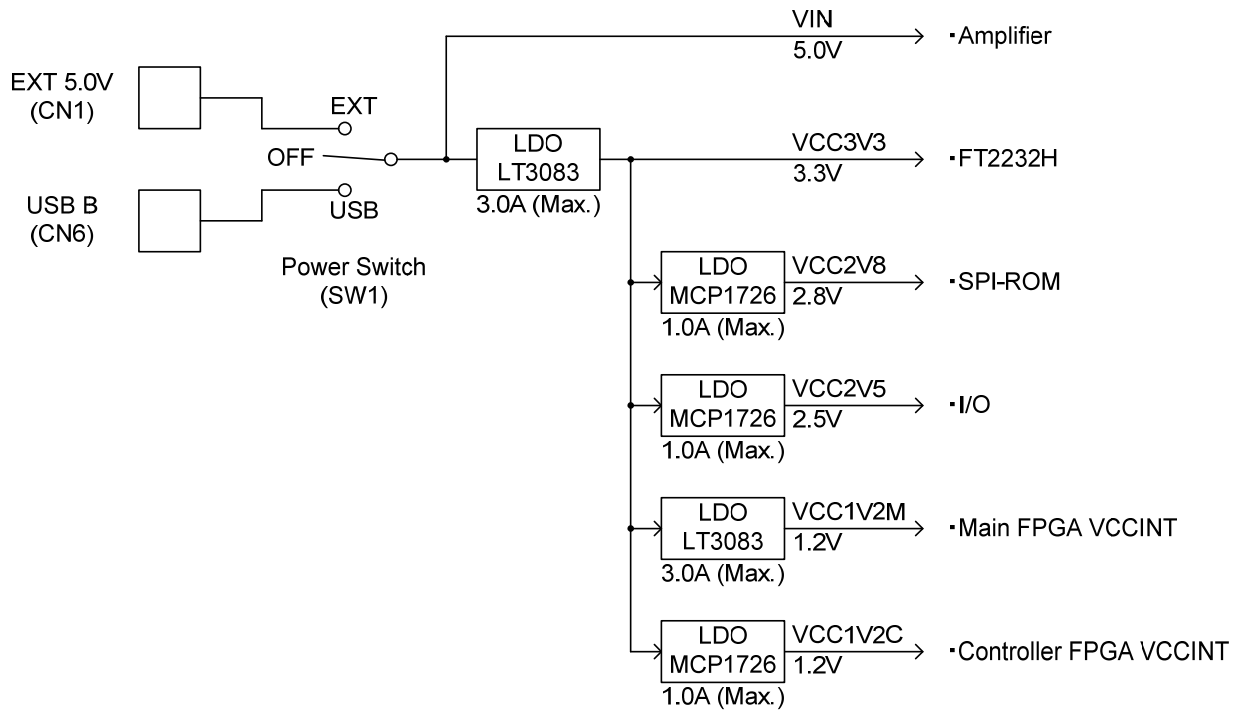 VIN
5.0V
▪Amplifier
EXT 5.0V
(CN1)
EXT
OFF
USB
USB B
(CN6)
Power Switch
(SW1)
LDO
LT3083
3.0A (Max.)
VCC3V3
3.3V
▪FT2232H
LDO
MCP1726
1.0A (Max.)
VCC2V8
2.8V
▪SPI-ROM
LDO
MCP1726
1.0A (Max.)
VCC2V5
2.5V
▪I/O
LDO
LT3083
3.0A (Max.)
VCC1V2M
1.2V
▪Main FPGA VCCINT
LDO
MCP1726
1.0A (Max.)
VCC1V2C
1.2V
▪Controller FPGA VCCINT